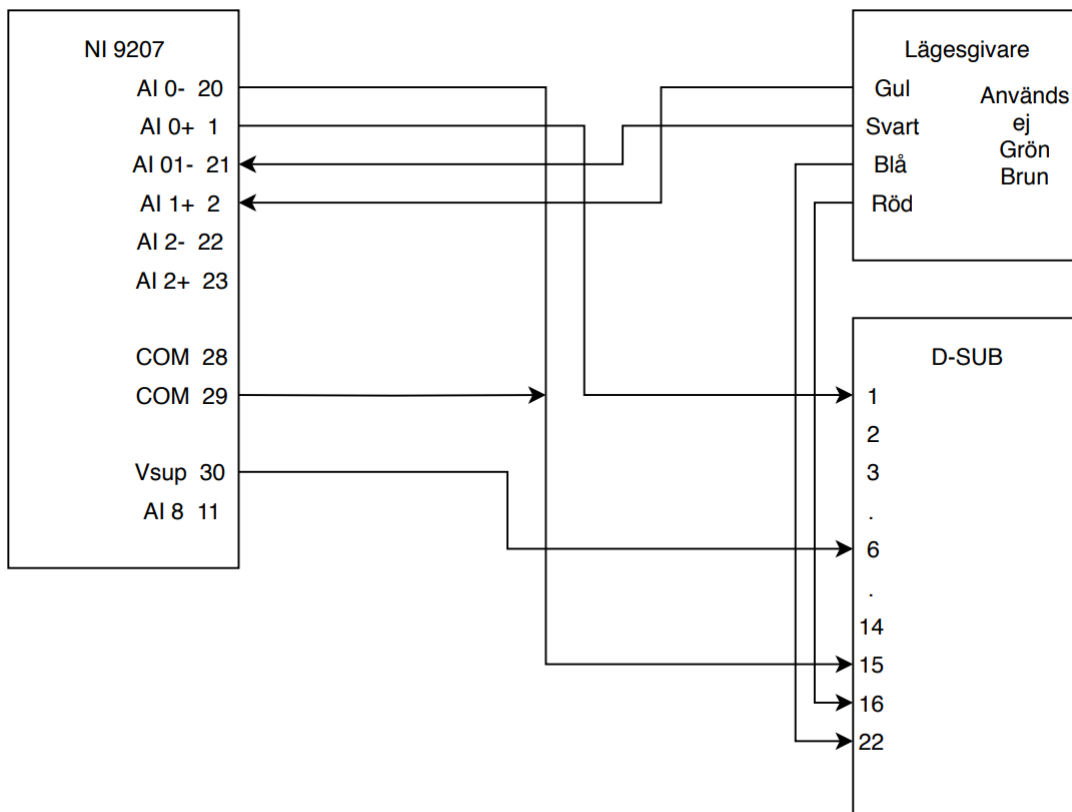 NI 9207
AI 0- 20
AI 0+ 1
AI 01- 21
AI 1+ 2
AI 2- 22
AI 2+ 23
COM 28
COM 29
Vsup 30
AI 8 11
Lägesgivare
Gul
Svart
Blå
Röd
Används
ej
Grön
Brun
D-SUB
1
2
3
.
6
.
14
15
16
22